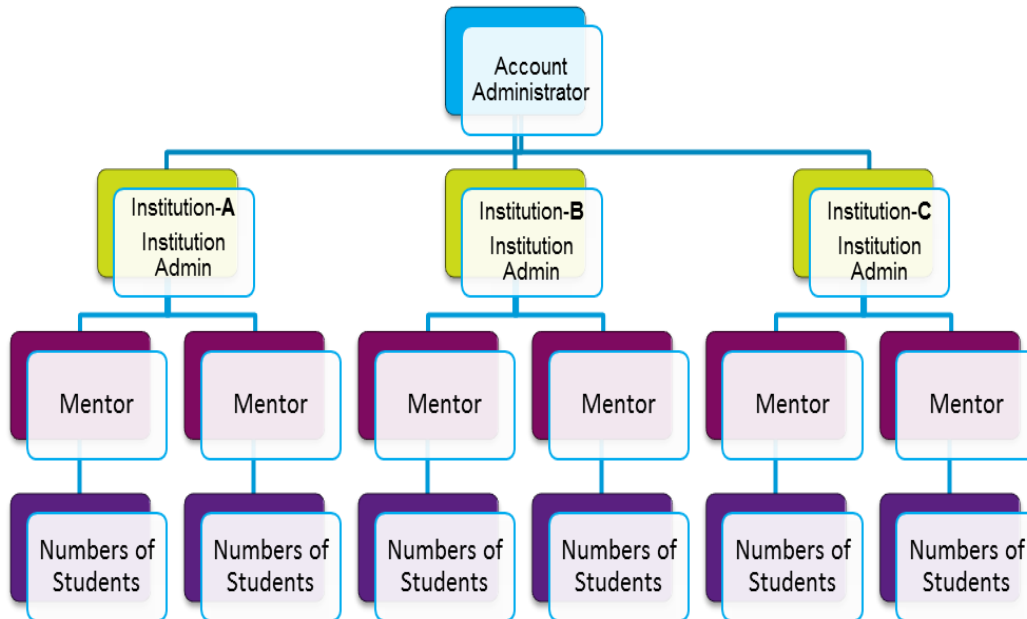 Account
Administrator
Institution-A
Institution
Admin
Institution-B
Institution
Admin
Institution-C
Institution
Admin
Mentor
Mentor
Mentor
Mentor
Mentor
Mentor
Numbers of
Students
Numbers of
Students
Numbers of
Students
Numbers of
Students
Numbers of
Students
Numbers of
Students